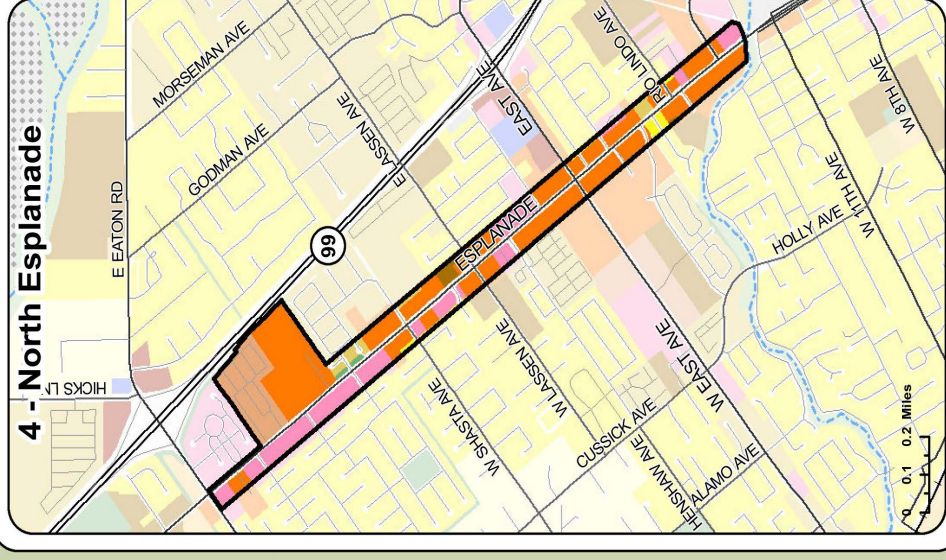 4 - North Esplanade
MORSEMAN AVE
GODMAN AVE
E EATON RD
HICKS LN
E LASSEN AVE
EAST AVE
RIO LINDO AVE
99
ESPLANADE
W 8TH AVE
W 11TH AVE
HOLLY AVE
W SHASTA AVE
W LASSEN AVE
W EAST AVE
CUSSICK AVE
HENSHAW AVE
ALAMO AVE
0 0.1 0.2 Miles